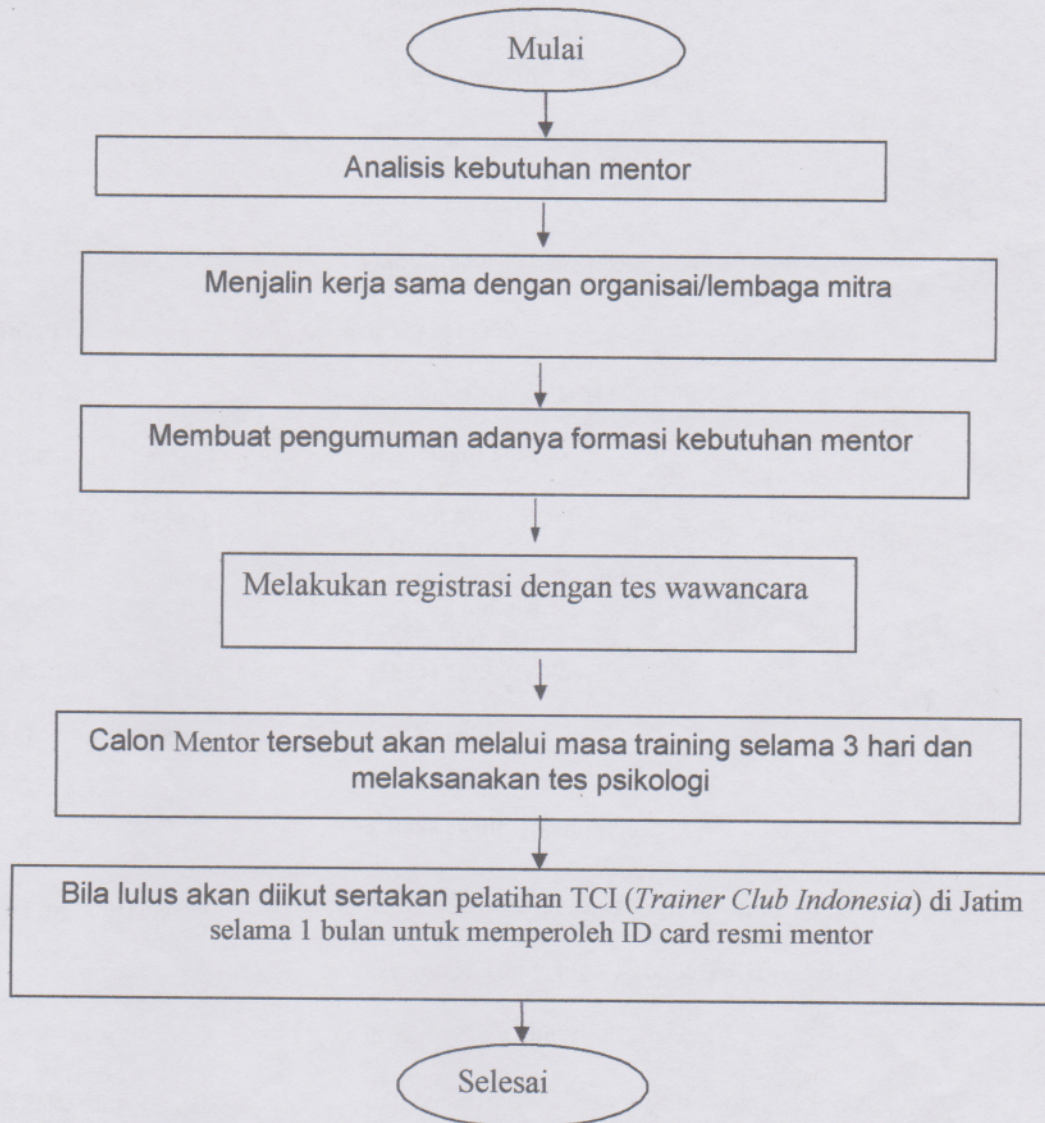 Mulai
Analisis kebutuhan mentor
Menjalin kerja sama dengan organisai/lembaga mitra
Membuat pengumuman adanya formasi kebutuhan mentor
Melakukan registrasi dengan tes wawancara
Calon Mentor tersebut akan melalui masa training selama 3 hari dan
melaksanakan tes psikologi
Bila lulus akan diikut sertakan pelatihan TCI (Trainer Club Indonesia) di Jatim
selama 1 bulan untuk memperoleh ID card resmi mentor
Selesai